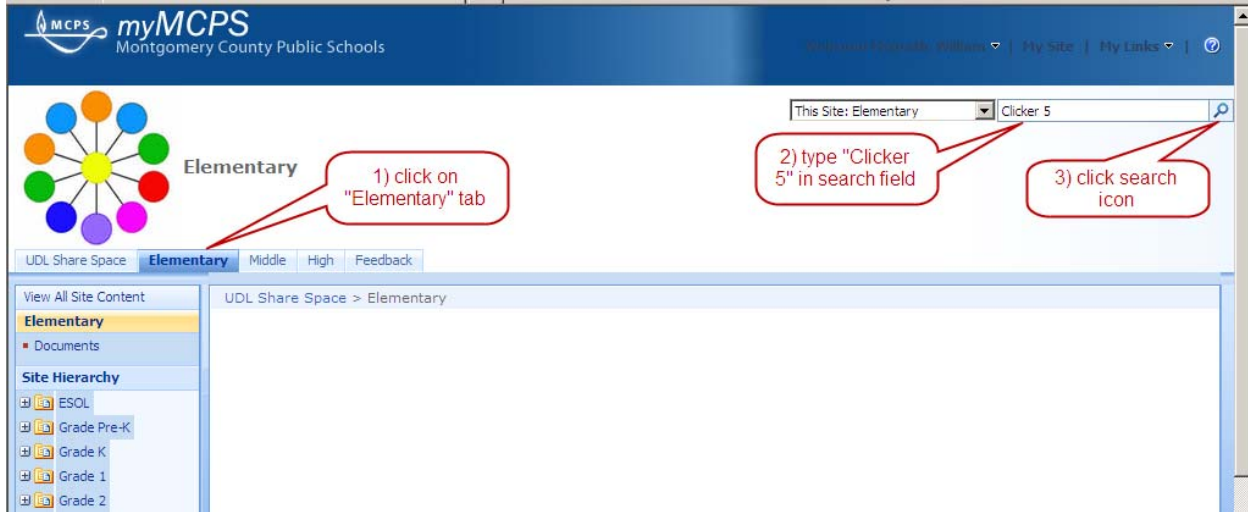 MCPS myMCPS
Montgomery County Public Schools
My Site | My Links
This Site: Elementary
Clicker 5
Elementary
1) click on
"Elementary" tab
2) type "Clicker
5" in search field
3) click search
icon
UDL Share Space Elementary Middle High Feedback
View All Site Content
UDL Share Space > Elementary
Elementary
Documents
Site Hierarchy
ESOL
Grade Pre-K
Grade K
Grade 1
Grade 2